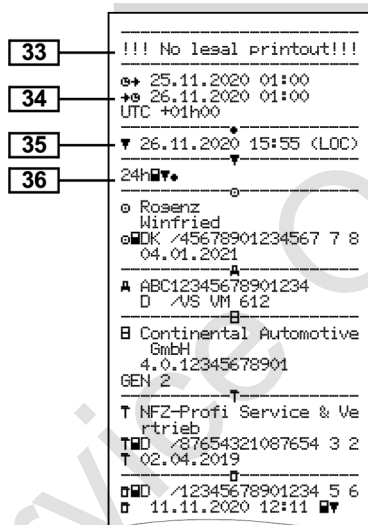 33
!!! No legal printout!!!
34
25.11.2020 01:00
26.11.2020 01:00
UTC +01h00
35
▼ 26.11.2020 15:55 (LOC)
36
24h
Rogenz
Winfried
DK /45678901234567 7 8
04.01.2021
A ABC12345678901234
D /VS VM 612
B Continental Automotive
GmbH
4.0.12345678901
GEN 2
T
T NFZ-Profi Service & Ve
rtrieb
T D /87654321087654 3 2
T 02.04.2019
D /12345678901234 5 6
11.11.2020 12:11